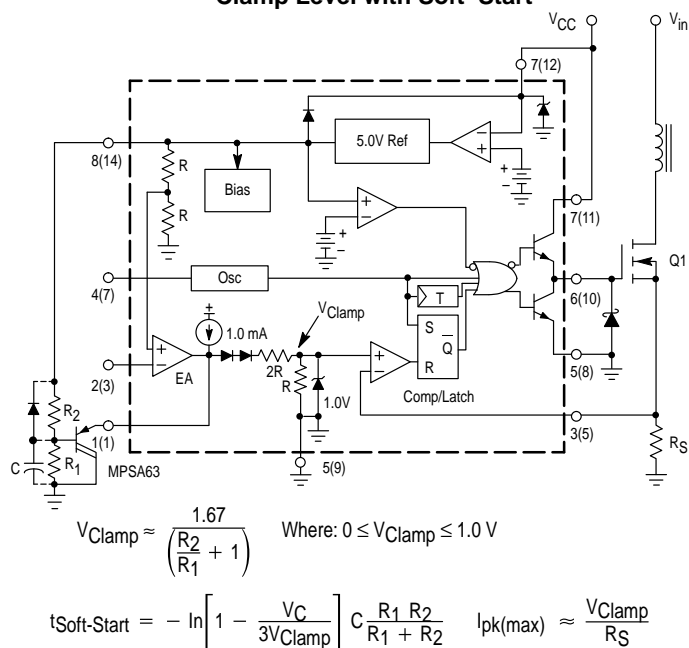 Clamp Level with Soft-Start
VCC
Vin
7(12)
5.0V Ref
8(14)
R
Bias
R
7(11)
Q1
Osc
4(7)
6(10)
T
VClamp
1.0 mA
S
Q
R
5(8)
2R
R
1.0V
EA
2(3)
Comp/Latch
R2
1(1)
3(5)
C
R1
MPSA63
5(9)
RS
VClamp ≈ 1.67 / (R2/R1 + 1) Where: 0 ≤ VClamp ≤ 1.0 V
tSoft-Start = − ln[1 − VC/3VClamp] C R1 R2/R1 + R2 Ipk(max) ≈ VClamp/RS